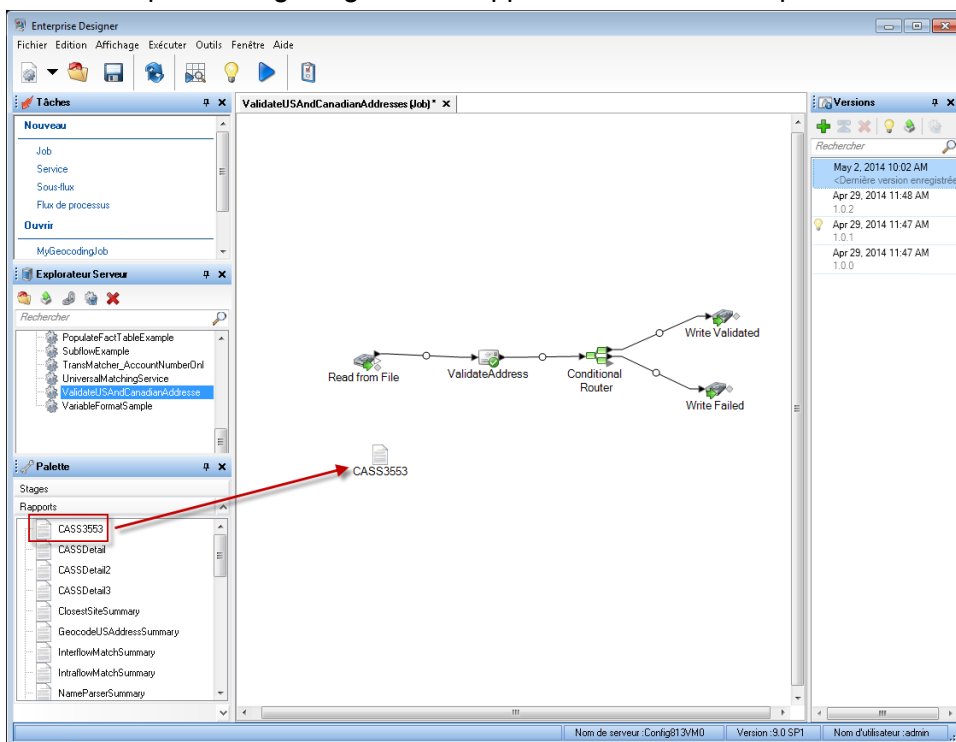 Enterprise Designer
Fichier Edition Affichage Exécuter Outils Fenêtre Aide
Tâches
Nouveau
Job
Service
Sous-flux
Flux de processus
Ouvrir
MyGeocodingJob
Explorateur Serveur
Rechercher
PopulateFactTableExample
SubflowExample
TransMatcher_AccountNumberOnl
UniversalMatchingService
ValidateUSAndCanadianAddresse
VariableFormatSample
Palette
Stages
Rapports
CASS3553
CASSDetail
CASSDetail2
CASSDetail3
ClosestSiteSummary
GeocodeUSAddressSummary
InterflowMatchSummary
IntraflowMatchSummary
NameParserSummary
ValidateUSAndCanadianAddresses (Job) *
Read from File
ValidateAddress
Conditional
Router
Write Validated
Write Failed
CASS3553
Versions
Rechercher
May 2, 2014 10:02 AM
<Dernière version enregistrée
Apr 29, 2014 11:48 AM
1.0.2
Apr 29, 2014 11:47 AM
1.0.1
Apr 29, 2014 11:47 AM
1.0.0
Nom de serveur :Config813VM0
Version :9.0 SP1
Nom d'utilisateur :admin